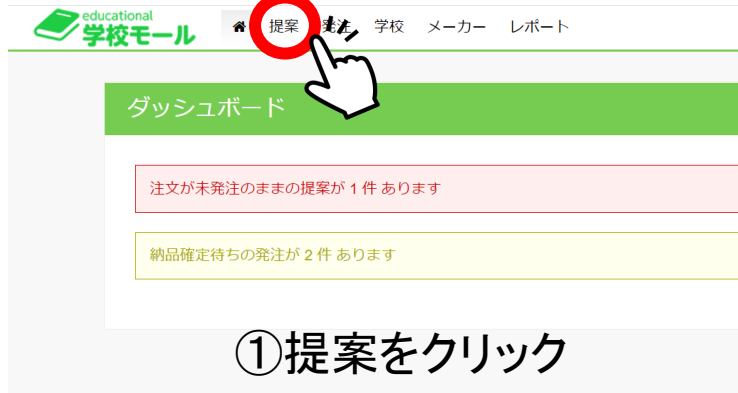 educational
学校モール
提案 発注 学校 メーカー レポート
ダッシュボード
注文が未発注のままの提案が 1 件 あります
納品確定待ちの発注が 2 件 あります
①提案をクリック